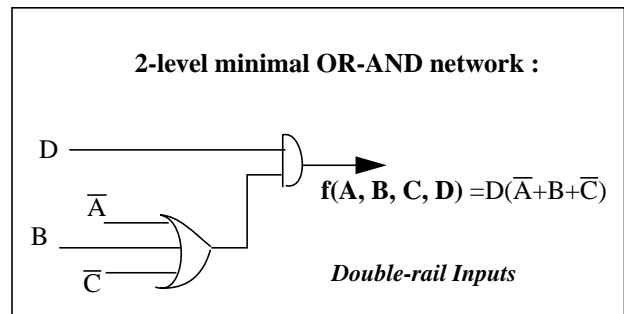 2-level minimal OR-AND network :
D
A̅
B
C̅
f(A, B, C, D) =D(A̅+B+C̅)
Double-rail Inputs